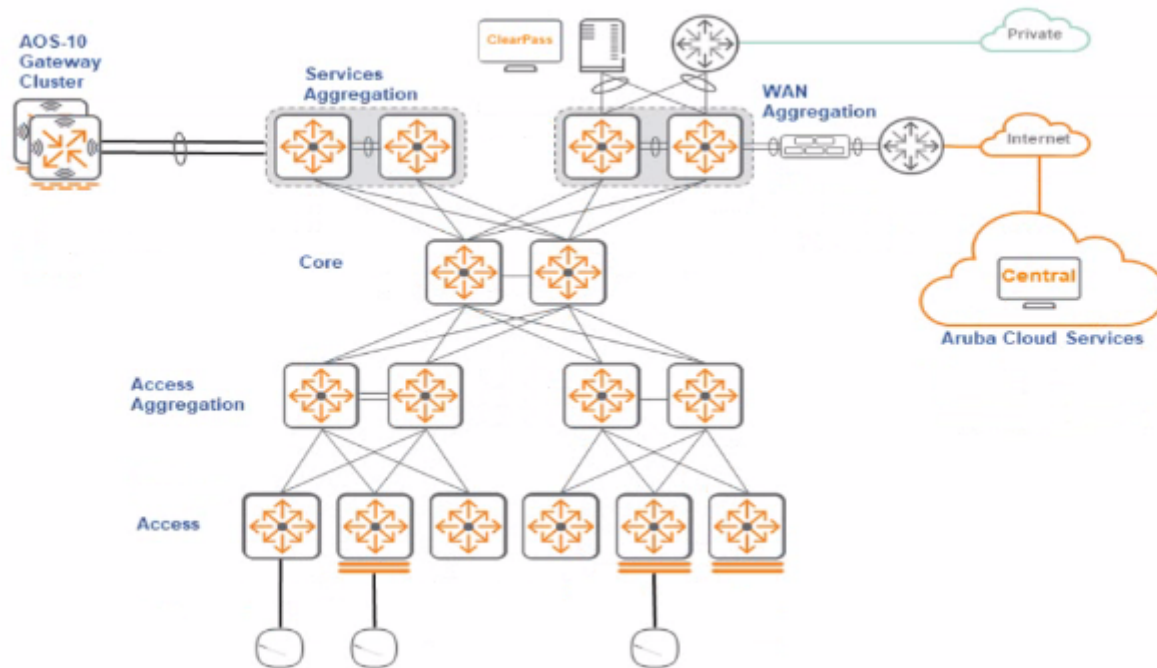 AOS-10
Gateway
Cluster
ClearPass
Private
Services
Aggregation
WAN
Aggregation
Internet
Core
Central
Aruba Cloud Services
Access
Aggregation
Access